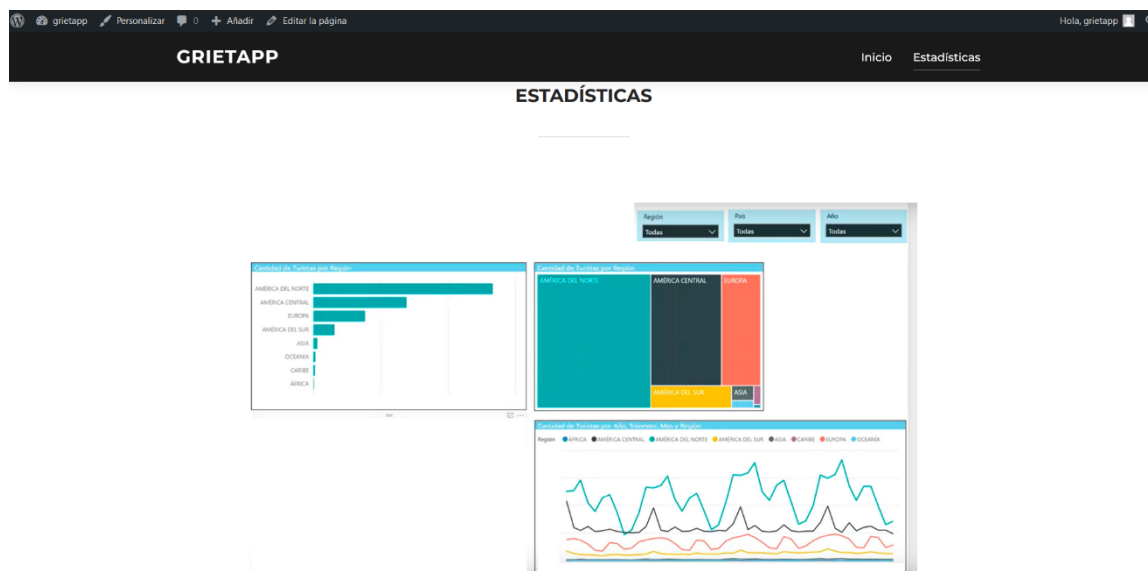 grietapp Personalizar 0 Añadir Editar la página Hola, grietapp
GRIETAPP Inicio Estadísticas
ESTADÍSTICAS
Región País Año
Todas Todas Todas
Cantidad de Turistas por Región
AMÉRICA DEL NORTE
AMÉRICA CENTRAL
EUROPA
AMÉRICA DEL SUR
ASIA
OCEANÍA
CARIBE
ÁFRICA
Cantidad de Turistas por Región
AMÉRICA DEL NORTE AMÉRICA CENTRAL EUROPA
AMÉRICA DEL SUR ASIA
Cantidad de Turistas por Año, Trimestre, Mes y Región
Región ÁFRICA AMÉRICA CENTRAL AMÉRICA DEL NORTE AMÉRICA DEL SUR ASIA CARIBE EUROPA OCEANÍA